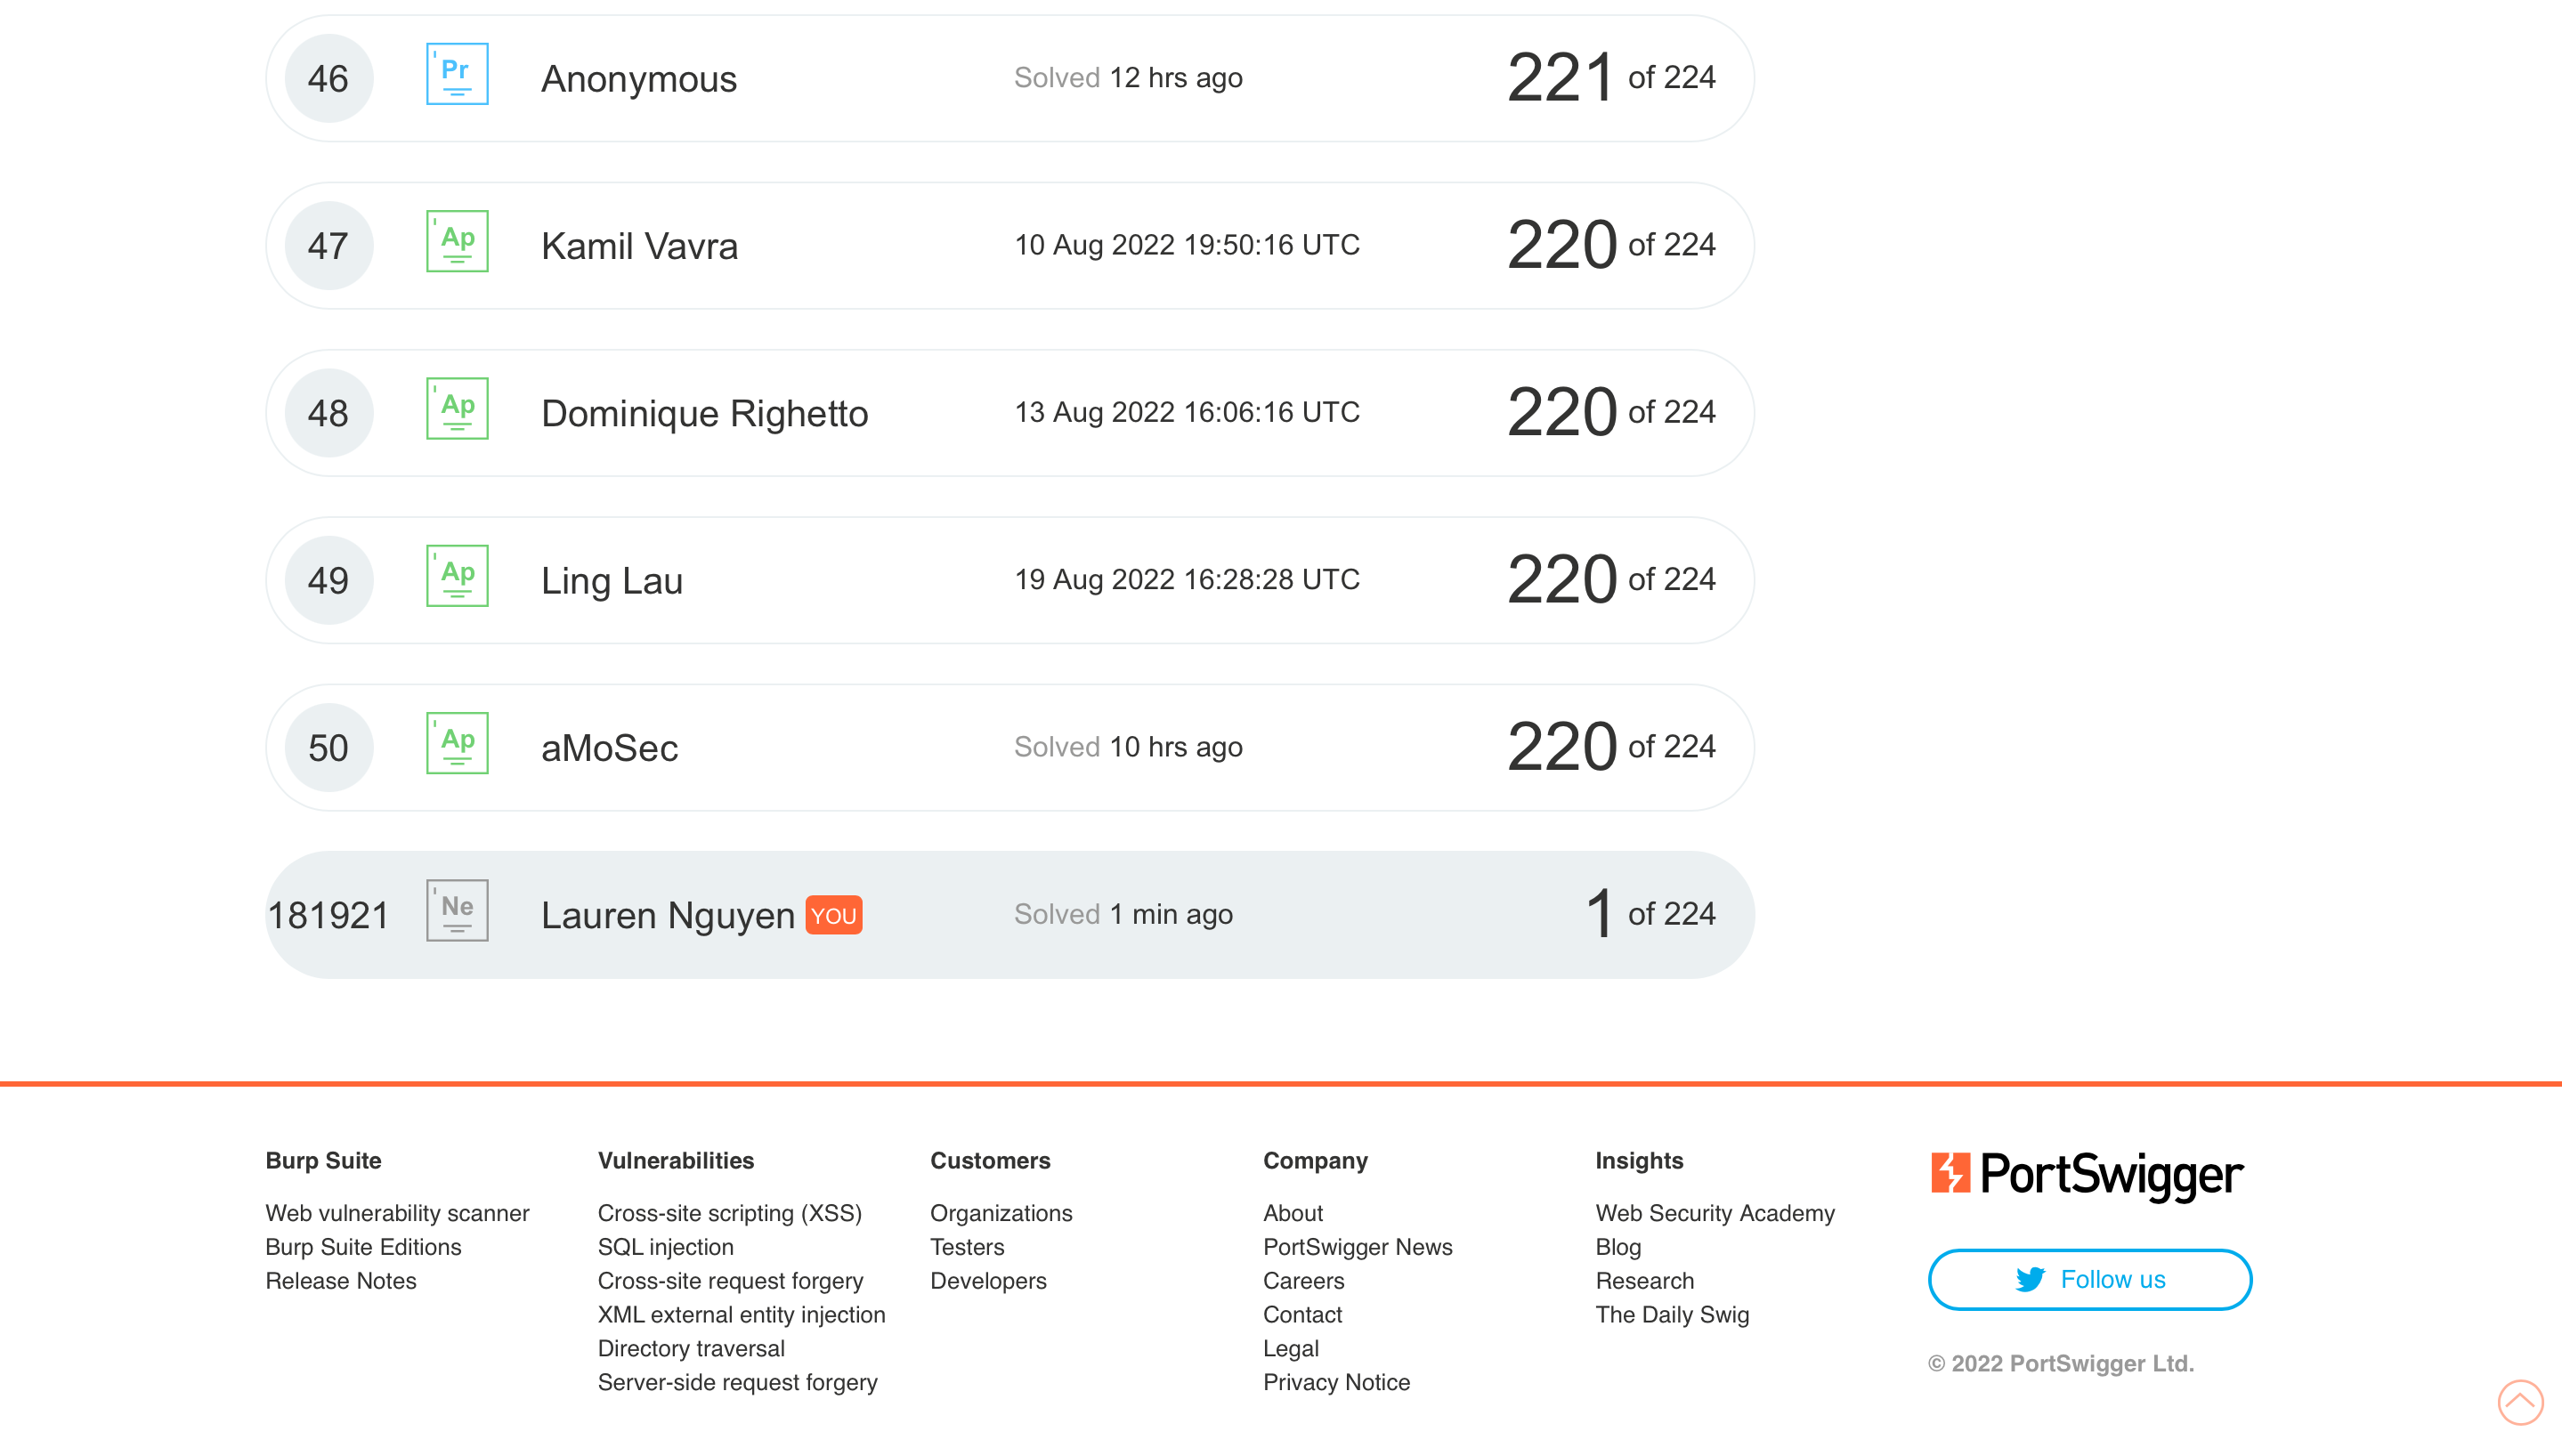 46 Pr Anonymous Solved 12 hrs ago 221 of 224
47 Ap Kamil Vavra 10 Aug 2022 19:50:16 UTC 220 of 224
48 Ap Dominique Righetto 13 Aug 2022 16:06:16 UTC 220 of 224
49 Ap Ling Lau 19 Aug 2022 16:28:28 UTC 220 of 224
50 Ap aMoSec Solved 10 hrs ago 220 of 224
181921 Ne Lauren Nguyen YOU Solved 1 min ago 1 of 224
Burp Suite
Web vulnerability scanner
Burp Suite Editions
Release Notes
Vulnerabilities
Cross-site scripting (XSS)
SQL injection
Cross-site request forgery
XML external entity injection
Directory traversal
Server-side request forgery
Customers
Organizations
Testers
Developers
Company
About
PortSwigger News
Careers
Contact
Legal
Privacy Notice
Insights
Web Security Academy
Blog
Research
The Daily Swig
PortSwigger
Follow us
© 2022 PortSwigger Ltd.